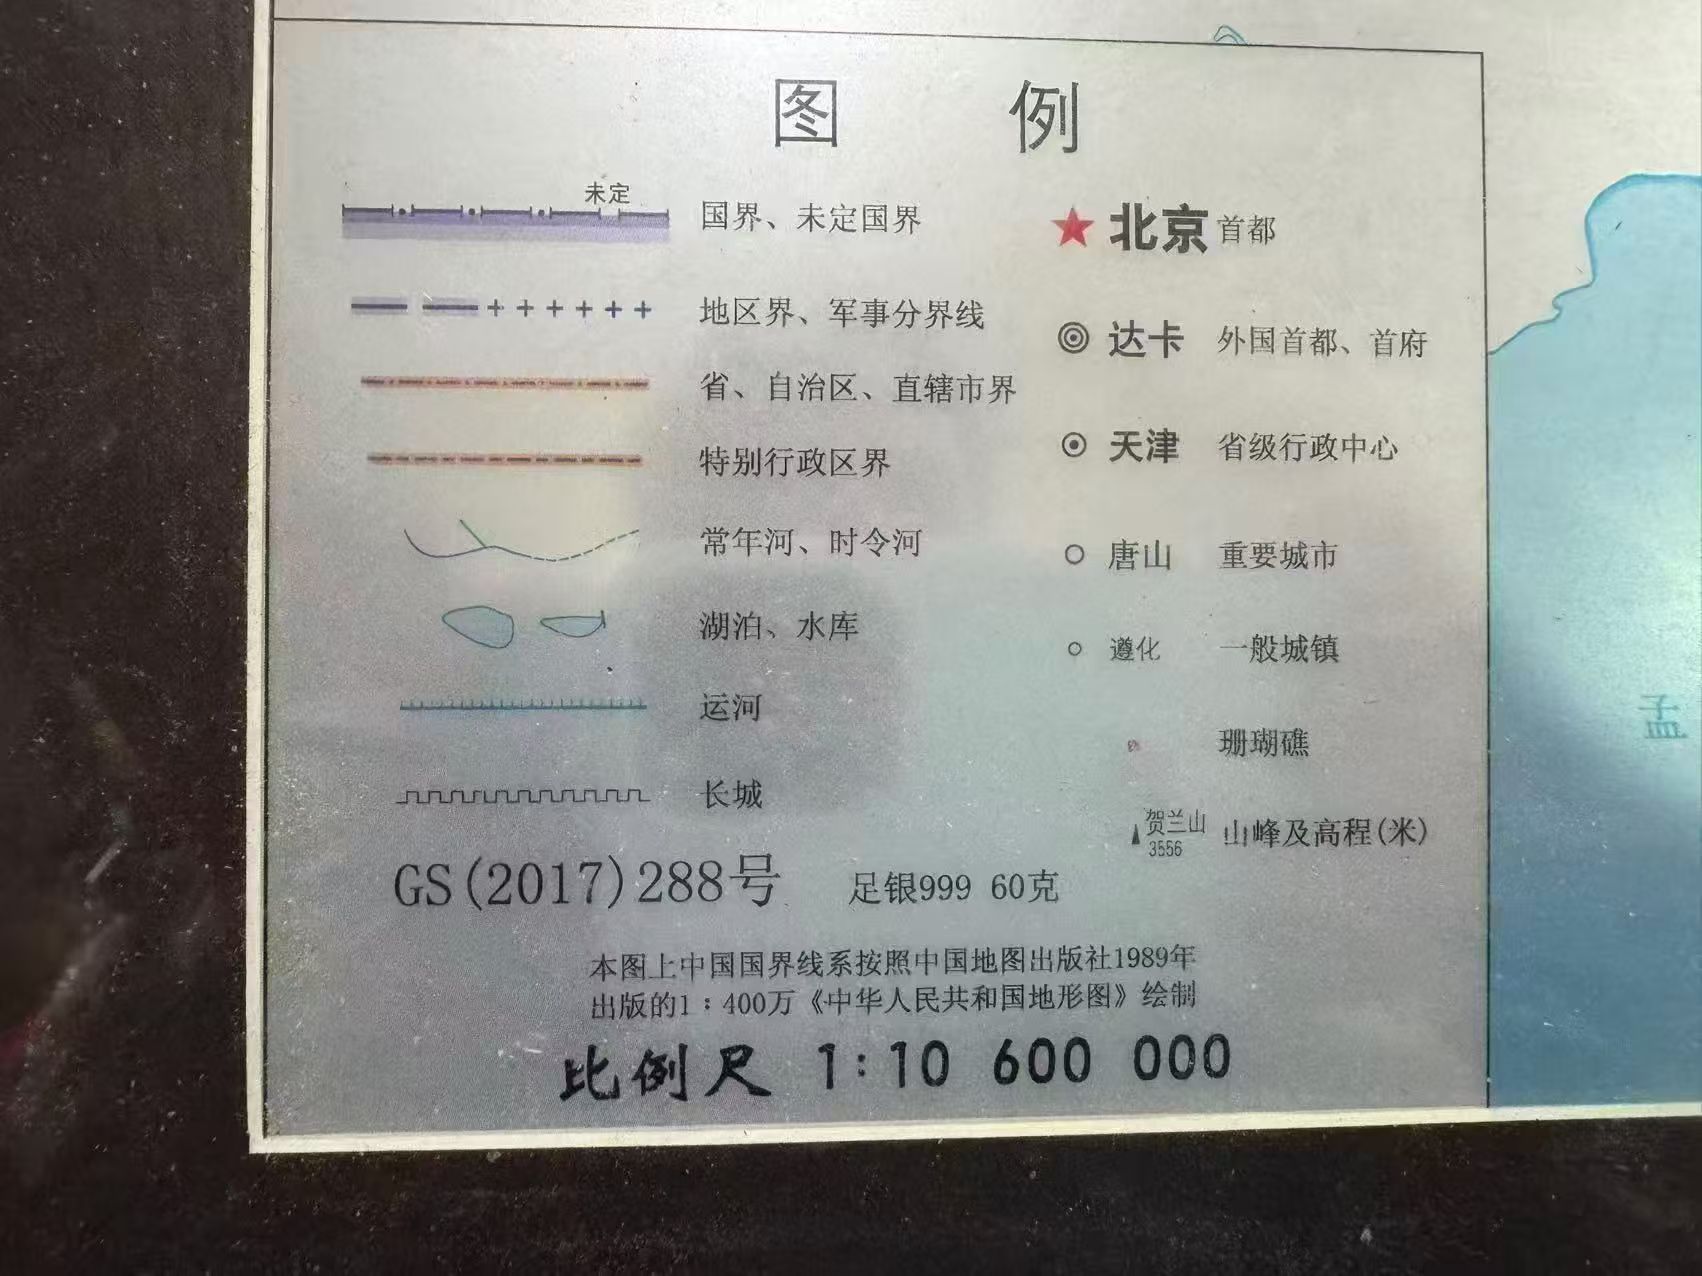 图 例
未定
国界、未定国界
地区界、军事分界线
省、自治区、直辖市界
特别行政区界
常年河、时令河
湖泊、水库
运河
长城
北京 首都
达卡 外国首都、首府
天津 省级行政中心
唐山 重要城市
遵化 一般城镇
珊瑚礁
贺兰山
3556
山峰及高程(米)
GS(2017)288号 足银999 60克
本图上中国国界线系按照中国地图出版社1989年
出版的1：400万《中华人民共和国地形图》绘制
比例尺 1:10 600 000
孟